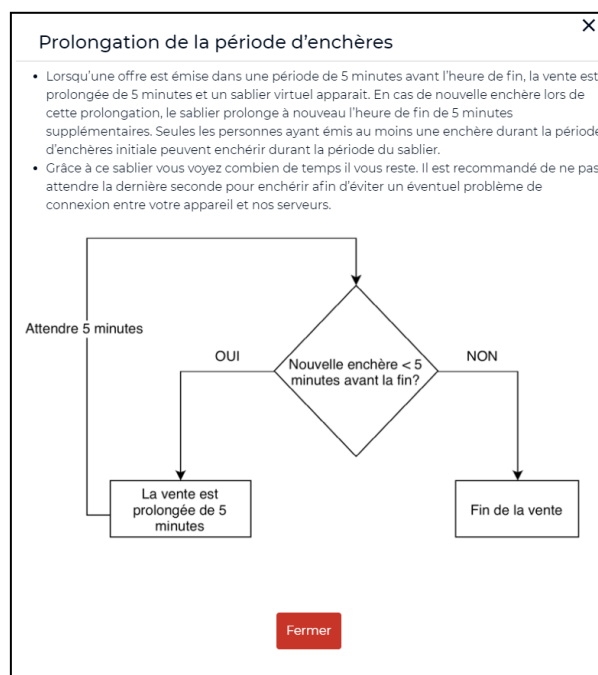 Prolongation de la période d’enchères
• Lorsqu’une offre est émise dans une période de 5 minutes avant l’heure de fin, la vente est
prolongée de 5 minutes et un sablier virtuel apparait. En cas de nouvelle enchère lors de
cette prolongation, le sablier prolonge à nouveau l’heure de fin de 5 minutes
supplémentaires. Seules les personnes ayant émis au moins une enchère durant la période
d’enchères initiale peuvent enchérir durant la période du sablier.
• Grâce à ce sablier vous voyez combien de temps il vous reste. Il est recommandé de ne pas
attendre la dernière seconde pour enchérir afin d’éviter un éventuel problème de
connexion entre votre appareil et nos serveurs.
Attendre 5 minutes
OUI
Nouvelle enchère < 5
minutes avant la fin?
NON
La vente est
prolongée de 5
minutes
Fin de la vente
Fermer